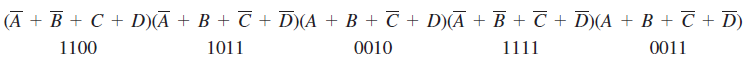 (A̅ + B̅ + C + D)(A̅ + B + C̅ + D̅)(A + B + C̅ + D)(A̅ + B̅ + C̅ + D̅)(A + B + C̅ + D̅)
1100 1011 0010 1111 0011